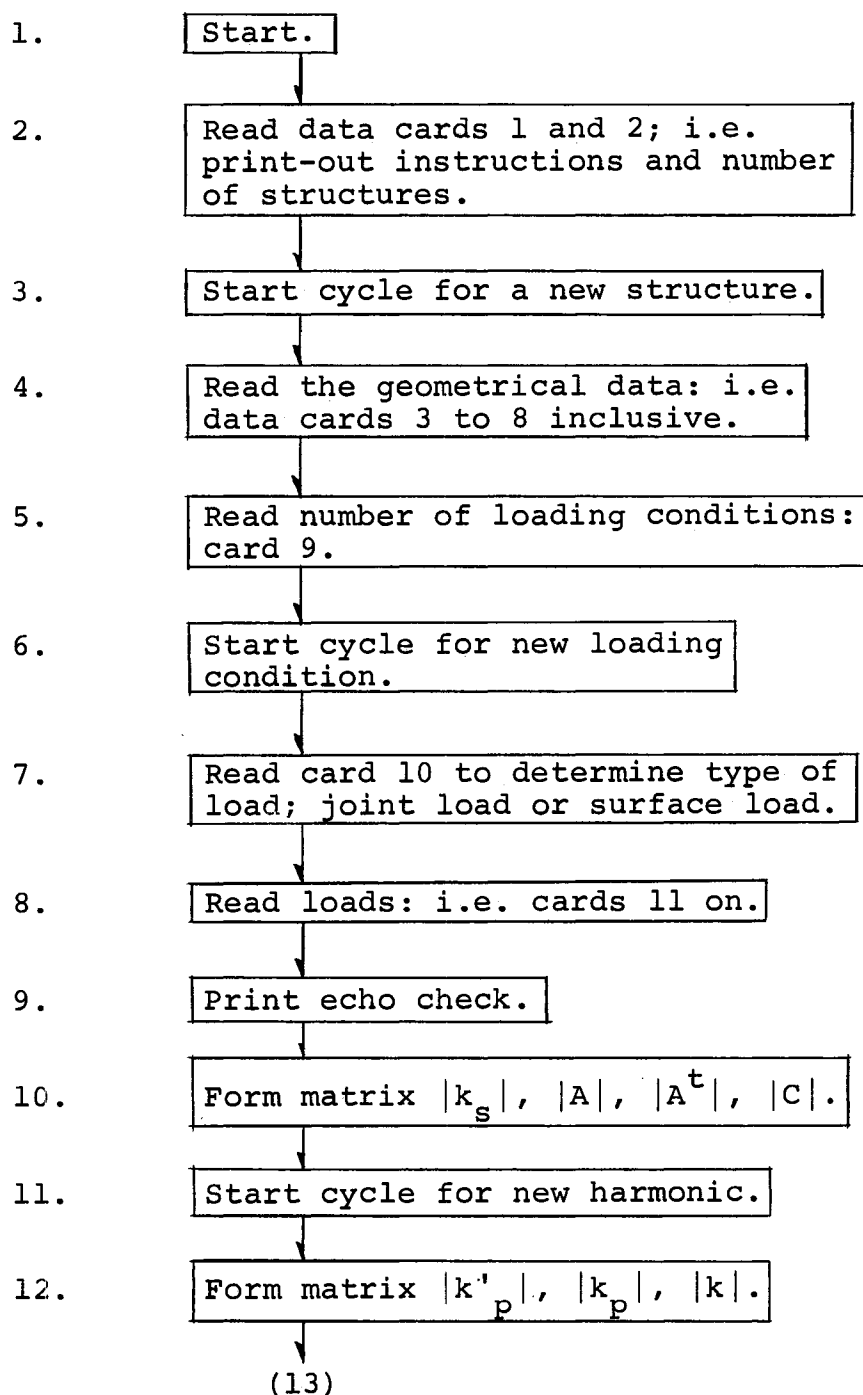 1. Start.
2. Read data cards 1 and 2; i.e.
print-out instructions and number
of structures.
3. Start cycle for a new structure.
4. Read the geometrical data: i.e.
data cards 3 to 8 inclusive.
5. Read number of loading conditions:
card 9.
6. Start cycle for new loading
condition.
7. Read card 10 to determine type of
load; joint load or surface load.
8. Read loads: i.e. cards 11 on.
9. Print echo check.
10. Form matrix |k_s|, |A|, |A^t|, |C|.
11. Start cycle for new harmonic.
12. Form matrix |k'_p|, |k_p|, |k|.
(13)